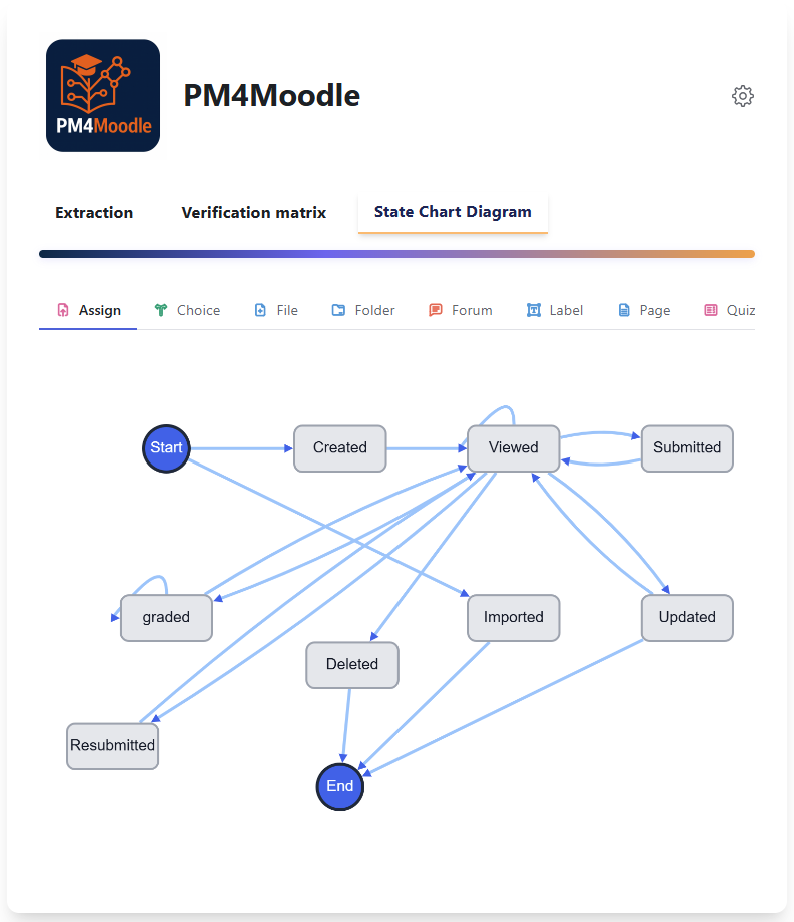 PM4Moodle
PM4Moodle
Extraction
Verification matrix
State Chart Diagram
Assign
Choice
File
Folder
Forum
Label
Page
Quiz
Start
Created
Viewed
Submitted
graded
Imported
Updated
Deleted
Resubmitted
End